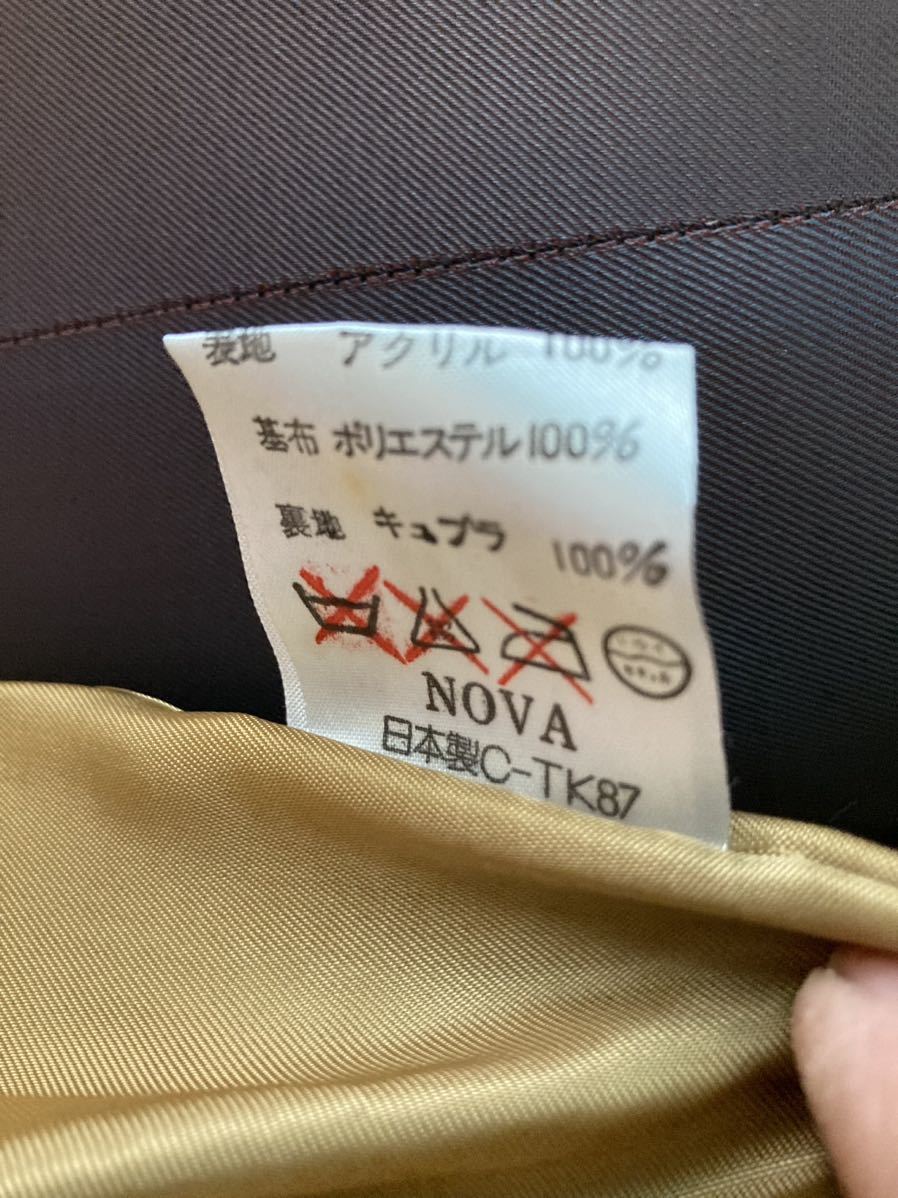 表地 アクリル 100%
基布 ポリエステル100%
裏地 キュプラ 100%
NOVA
日本製C-TK87